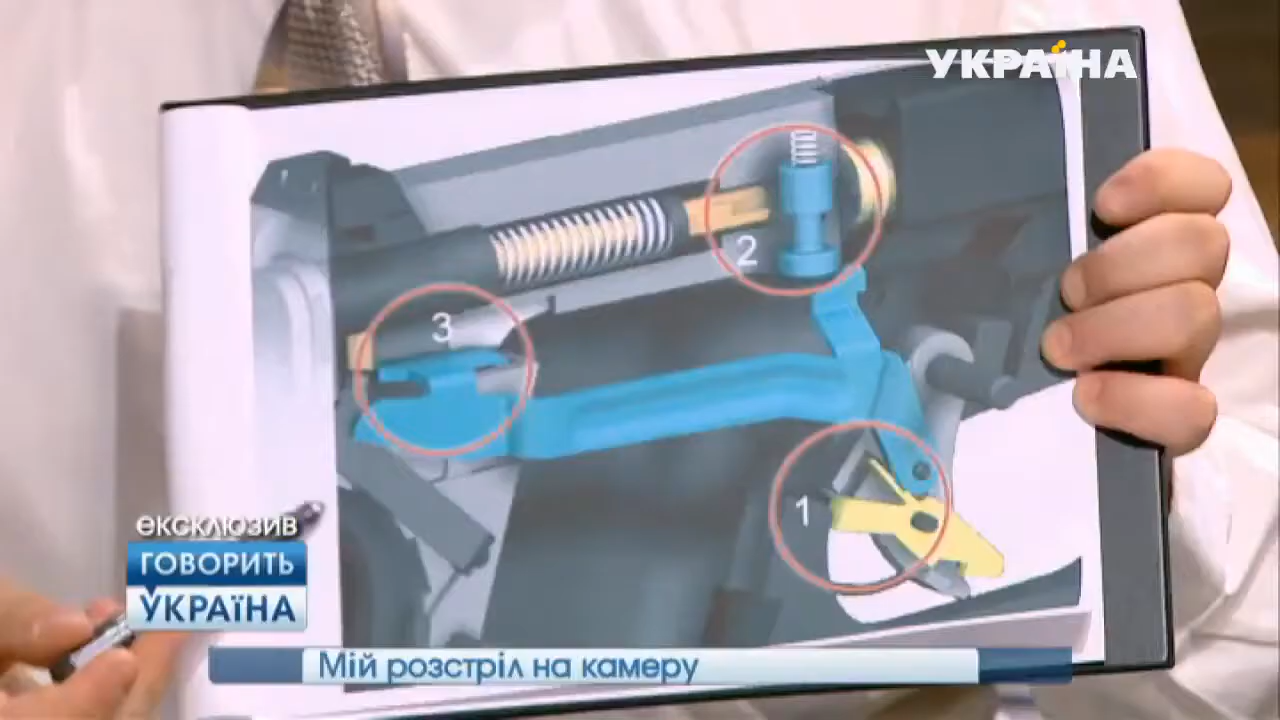 УКРАЇНА
2
3
1
ексклюзив
ГОВОРИТЬ
УКРАЇНА
Мій розстріл на камеру